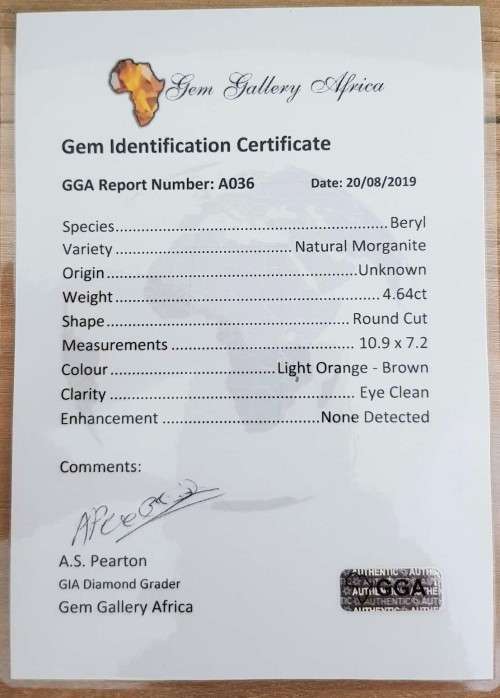 Gem Gallery Africa
Gem Identification Certificate
GGA Report Number: A036 Date: 20/08/2019
Species.......................................................... Beryl
Variety ....................................... Natural Morganite
Origin.....................................................Unknown
Weight....................................................... 4.64ct
Shape.................................................. Round Cut
Measurements ...................................... 10.9 x 7.2
Colour...................................Light Orange - Brown
Clarity ................................................... Eye Clean
Enhancement .................................None Detected
Comments:
A.S. Pearton
GIA Diamond Grader
Gem Gallery Africa
AUTHENTIC
GGA
AUTHENTIC